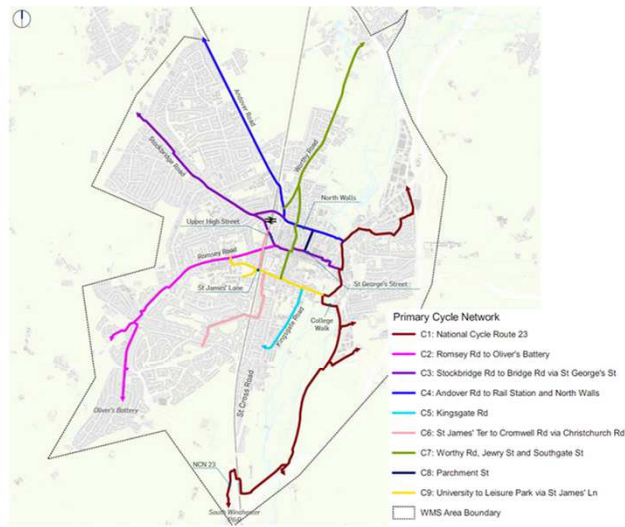 Andover Road
Stockbridge Road
Worthy Road
North Walls
Upper High Street
Romsey Road
St James' Lane
St George's Street
College
Walk
Kingsgate Road
St Cross Road
Oliver's Battery
NCN 23
South Winchester
P&R
Primary Cycle Network
C1: National Cycle Route 23
C2: Romsey Rd to Oliver's Battery
C3: Stockbridge Rd to Bridge Rd via St George's St
C4: Andover Rd to Rail Station and North Walls
C5: Kingsgate Rd
C6: St James' Ter to Cromwell Rd via Christchurch Rd
C7: Worthy Rd, Jewry St and Southgate St
C8: Parchment St
C9: University to Leisure Park via St James' Ln
WMS Area Boundary